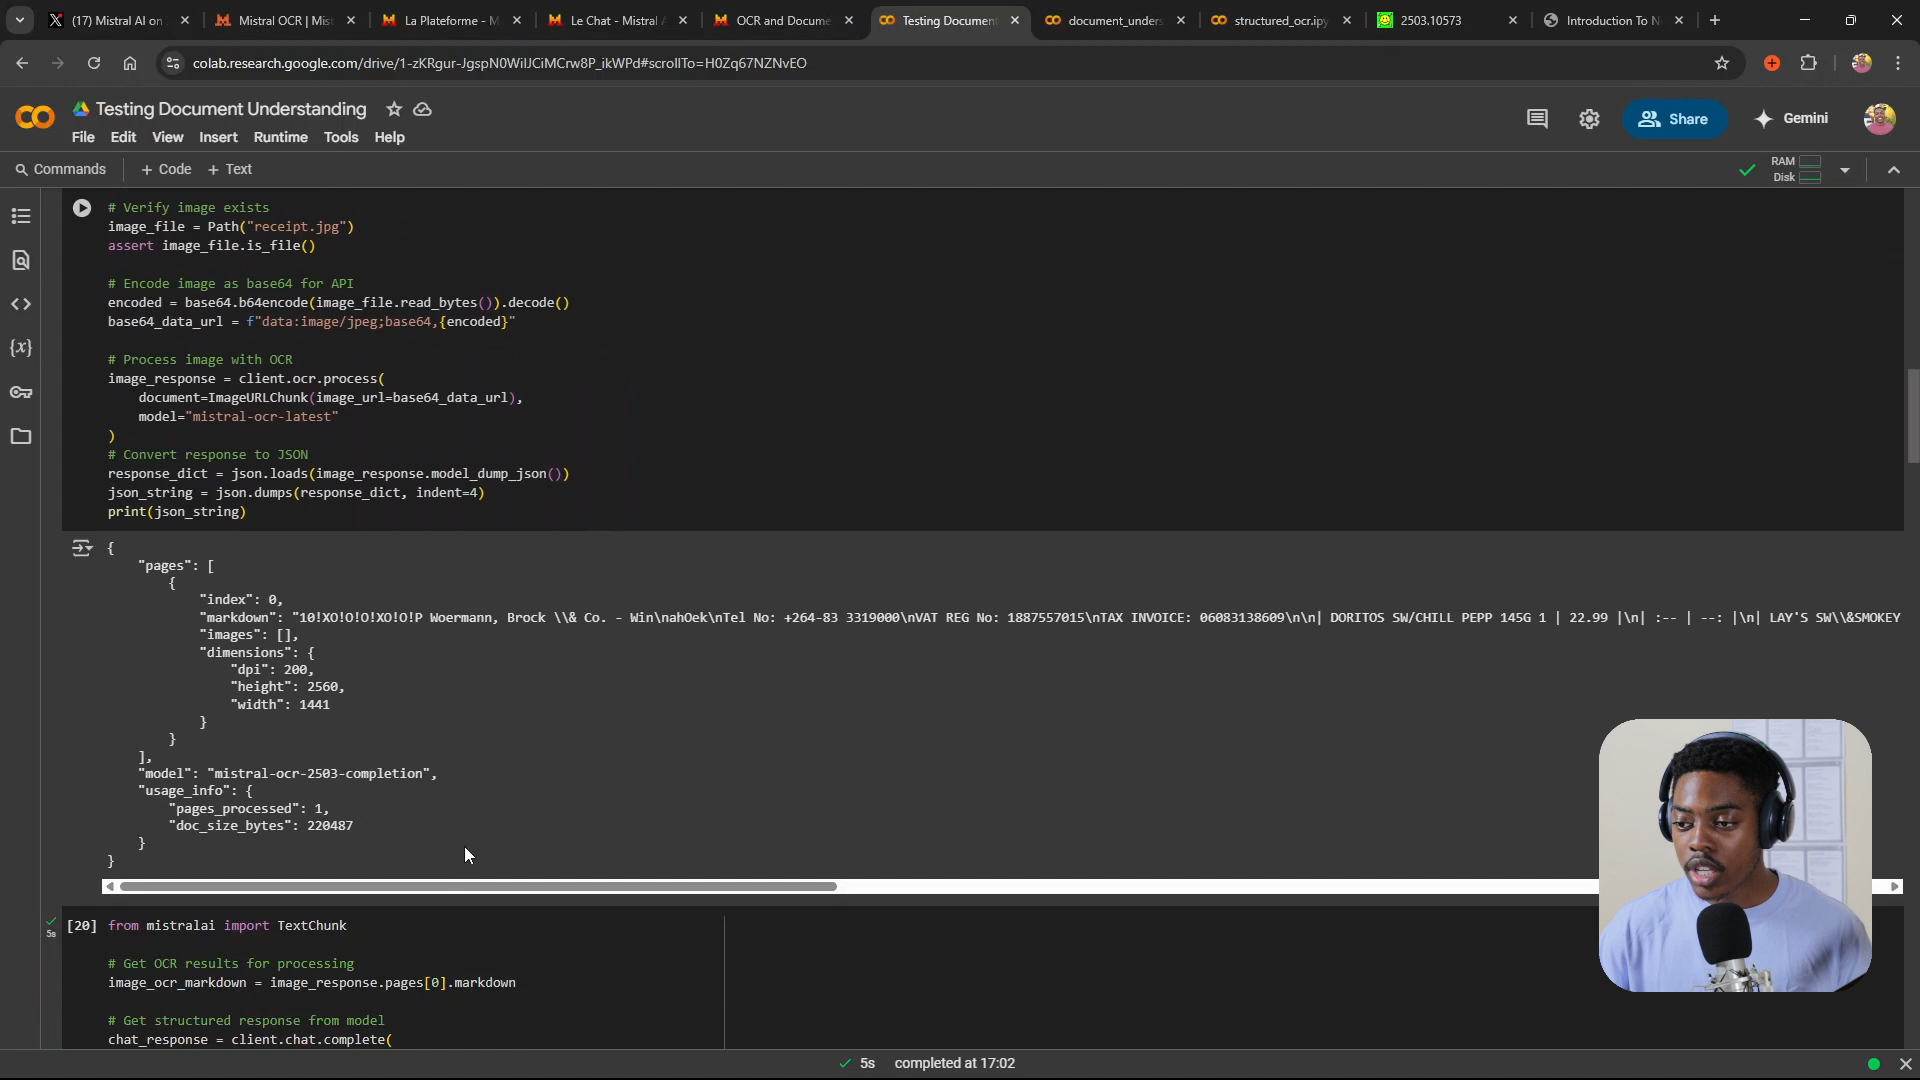 (17) Mistral AI on
Mistral OCR | Mis
La Plateforme - M
Le Chat - Mistral
OCR and Docume
Testing Document
document_unders
structured_ocr.ipy
2503.10573
Introduction To N
colab.research.google.com/drive/1-zKRgur-JgspN0WilJCiMCrw8P_ikWPd#scrollTo=H0Zq67NZNvEO
Testing Document Understanding
File Edit View Insert Runtime Tools Help
Share
Gemini
Commands + Code + Text
RAM
Disk
# Verify image exists
image_file = Path("receipt.jpg")
assert image_file.is_file()
# Encode image as base64 for API
encoded = base64.b64encode(image_file.read_bytes()).decode()
base64_data_url = f"data:image/jpeg;base64,{encoded}"
# Process image with OCR
image_response = client.ocr.process(
document=ImageURLChunk(image_url=base64_data_url),
model="mistral-ocr-latest"
)
# Convert response to JSON
response_dict = json.loads(image_response.model_dump_json())
json_string = json.dumps(response_dict, indent=4)
print(json_string)
{
"pages": [
{
"index": 0,
"markdown": "10!XO!O!O!XO!O!P Woermann, Brock \\& Co. - Win\nahOek\nTel No: +264-83 3319000\nVAT REG No: 1887557015\nTAX INVOICE: 06083138609\n\n| DORITOS SW/CHILL PEPP 145G 1 | 22.99 |\n| :-- | --: |\n| LAY'S SW\\&SMOKEY
"images": [],
"dimensions": {
"dpi": 200,
"height": 2560,
"width": 1441
}
}
],
"model": "mistral-ocr-2503-completion",
"usage_info": {
"pages_processed": 1,
"doc_size_bytes": 220487
}
}
[20] from mistralai import TextChunk
5s
# Get OCR results for processing
image_ocr_markdown = image_response.pages[0].markdown
# Get structured response from model
chat_response = client.chat.complete(
5s completed at 17:02